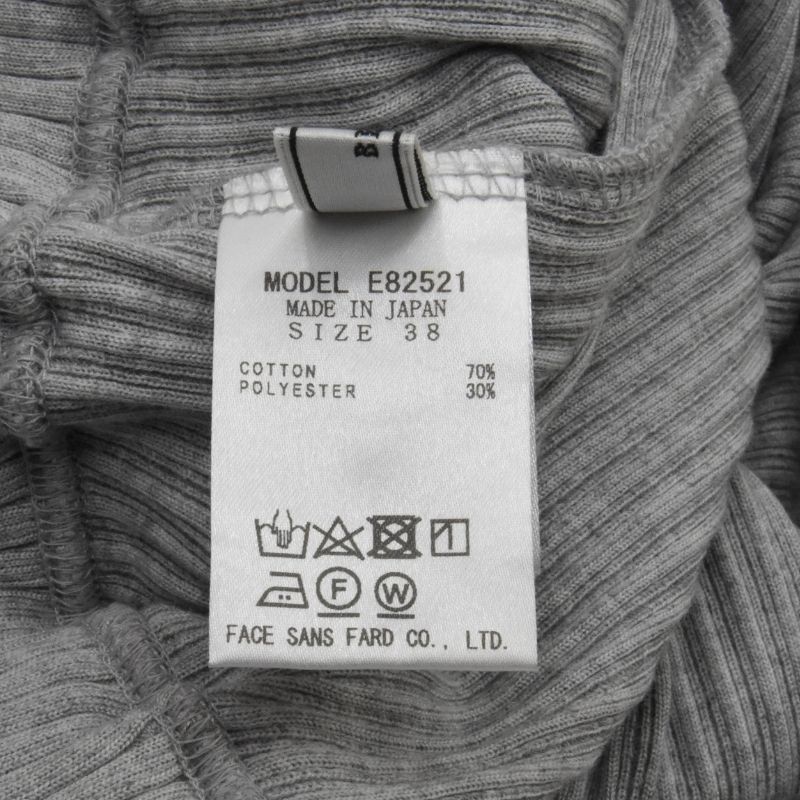 MODEL E82521
MADE IN JAPAN
SIZE 38
COTTON 70%
POLYESTER 30%
F W
FACE SANS FARD CO., LTD.